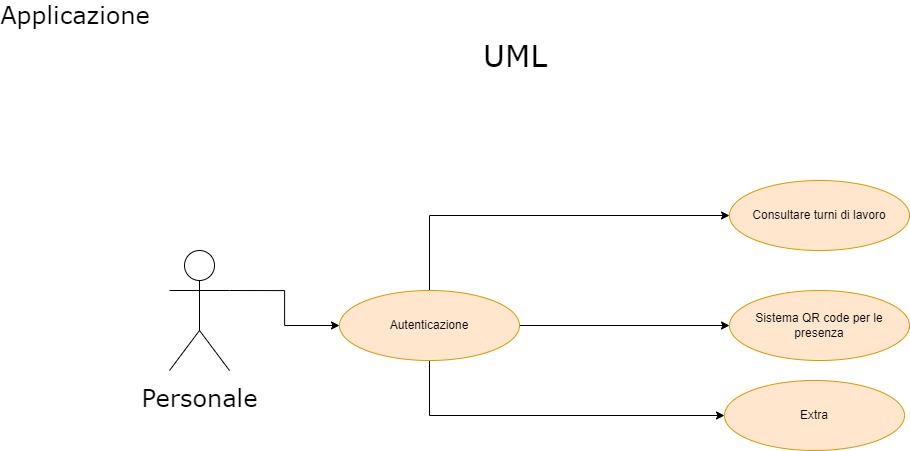 Applicazione
UML
Consultare turni di lavoro
Autenticazione
Sistema QR code per le
presenza
Personale
Extra